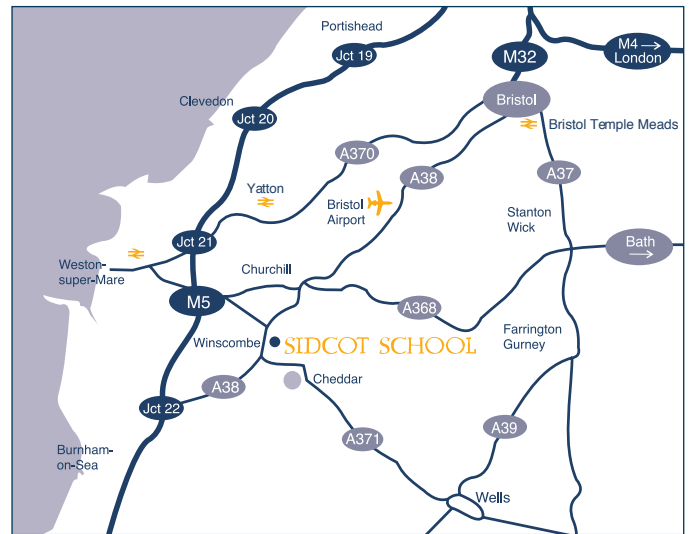 Portishead
M4 →
London
Jct 19
M32
Clevedon
Bristol
Jct 20
Bristol Temple Meads
A370
A38
A37
Yatton
Bristol
Airport
Stanton
Wick
Jct 21
Bath
→
Weston-
super-Mare
Churchill
M5
A368
Winscombe
SIDCOT SCHOOL
Farrington
Gurney
Cheddar
A38
Jct 22
A39
A371
Burnham-
on-Sea
Wells